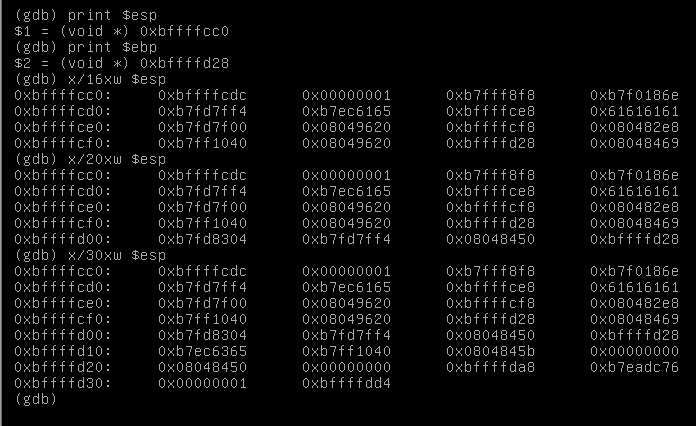 (gdb) print $esp
$1 = (void *) 0xbffffcc0
(gdb) print $ebp
$2 = (void *) 0xbffffd28
(gdb) x/16xw $esp
0xbffffcc0: 0xbffffcdc 0x00000001 0xb7fff8f8 0xb7f0186e
0xbffffcd0: 0xb7fd7ff4 0xb7ec6165 0xbffffce8 0x61616161
0xbffffce0: 0xb7fd7f00 0x08049620 0xbffffcf8 0x080482e8
0xbffffcf0: 0xb7ff1040 0x08049620 0xbffffd28 0x08048469
(gdb) x/20xw $esp
0xbffffcc0: 0xbffffcdc 0x00000001 0xb7fff8f8 0xb7f0186e
0xbffffcd0: 0xb7fd7ff4 0xb7ec6165 0xbffffce8 0x61616161
0xbffffce0: 0xb7fd7f00 0x08049620 0xbffffcf8 0x080482e8
0xbffffcf0: 0xb7ff1040 0x08049620 0xbffffd28 0x08048469
0xbffffd00: 0xb7fd8304 0xb7fd7ff4 0x08048450 0xbffffd28
(gdb) x/30xw $esp
0xbffffcc0: 0xbffffcdc 0x00000001 0xb7fff8f8 0xb7f0186e
0xbffffcd0: 0xb7fd7ff4 0xb7ec6165 0xbffffce8 0x61616161
0xbffffce0: 0xb7fd7f00 0x08049620 0xbffffcf8 0x080482e8
0xbffffcf0: 0xb7ff1040 0x08049620 0xbffffd28 0x08048469
0xbffffd00: 0xb7fd8304 0xb7fd7ff4 0x08048450 0xbffffd28
0xbffffd10: 0xb7ec6365 0xb7ff1040 0x0804845b 0x00000000
0xbffffd20: 0x08048450 0x00000000 0xbffffda8 0xb7eadc76
0xbffffd30: 0x00000001 0xbffffdd4
(gdb)